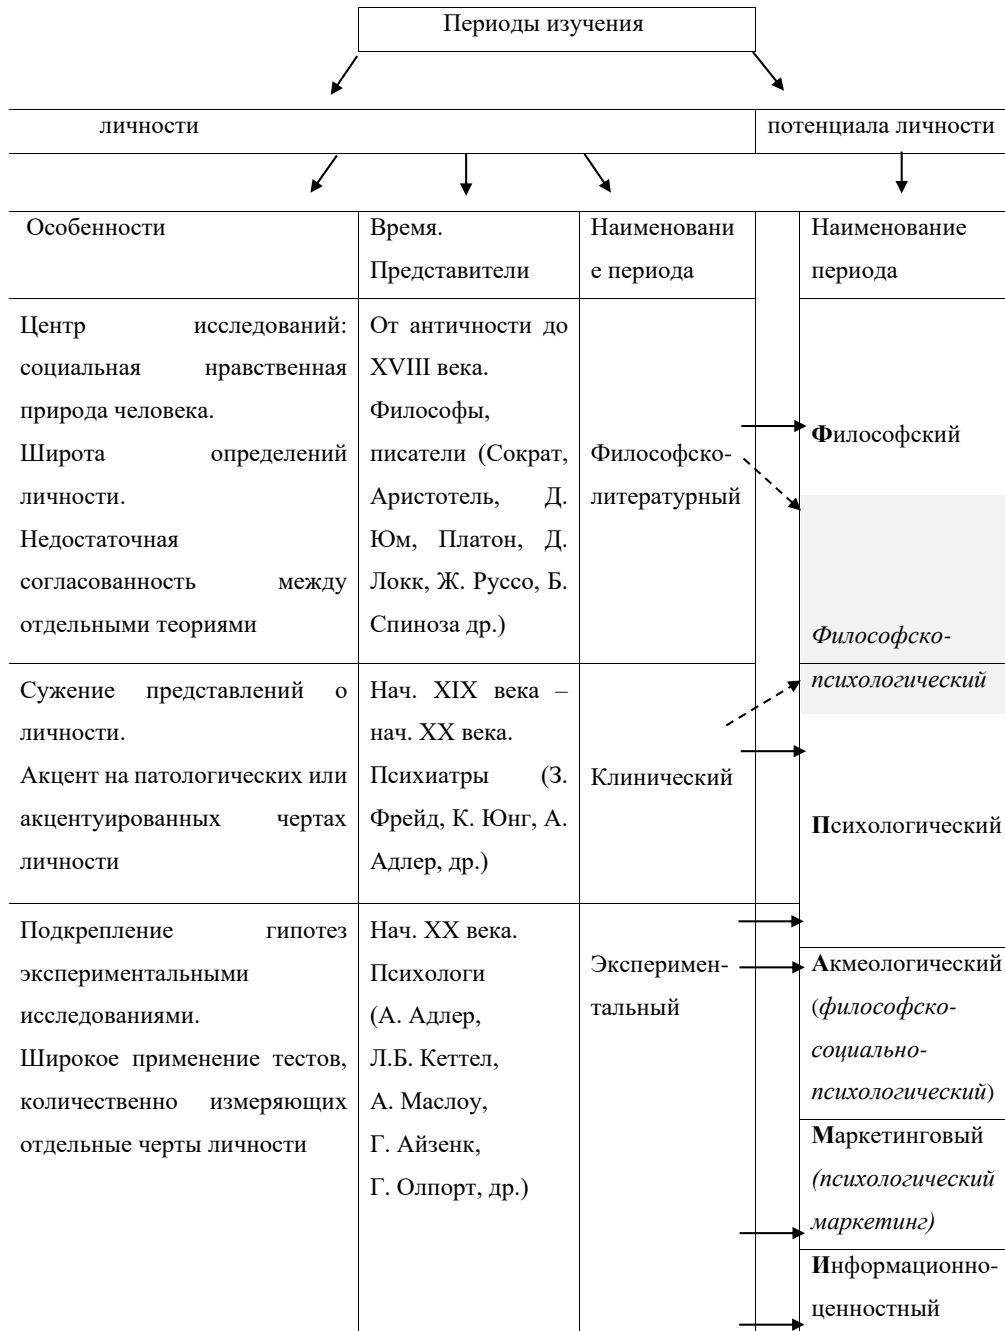 Периоды изучения
личности
потенциала личности
Особенности
Время.
Представители
Наименовани
е периода
Наименование
периода
Центр исследований:
социальная нравственная
природа человека.
Широта определений
личности.
Недостаточная
согласованность между
отдельными теориями
От античности до
XVIII века.
Философы,
писатели (Сократ,
Аристотель, Д.
Юм, Платон, Д.
Локк, Ж. Руссо, Б.
Спиноза др.)
Философско-
литературный
Философский
Философско-
психологический
Сужение представлений о
личности.
Акцент на патологических или
акцентуированных чертах
личности
Нач. XIX века –
нач. XX века.
Психиатры (З.
Фрейд, К. Юнг, А.
Адлер, др.)
Клинический
Психологический
Подкрепление гипотез
экспериментальными
исследованиями.
Широкое применение тестов,
количественно измеряющих
отдельные черты личности
Нач. XX века.
Психологи
(А. Адлер,
Л.Б. Кеттел,
А. Маслоу,
Г. Айзенк,
Г. Олпорт, др.)
Эксперимен-
тальный
Акмеологический
(философско-
социально-
психологический)
Маркетинговый
(психологический
маркетинг)
Информационно-
ценностный